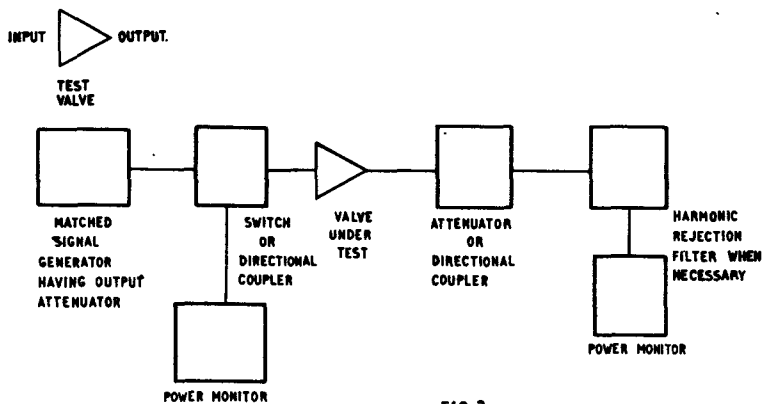 INPUT
OUTPUT.
TEST
VALVE
MATCHED
SIGNAL
GENERATOR
HAVING OUTPUT
ATTENUATOR
SWITCH
OR
DIRECTIONAL
COUPLER
VALVE
UNDER
TEST
ATTENUATOR
OR
DIRECTIONAL
COUPLER
HARMONIC
REJECTION
FILTER WHEN
NECESSARY
POWER MONITOR
POWER MONITOR